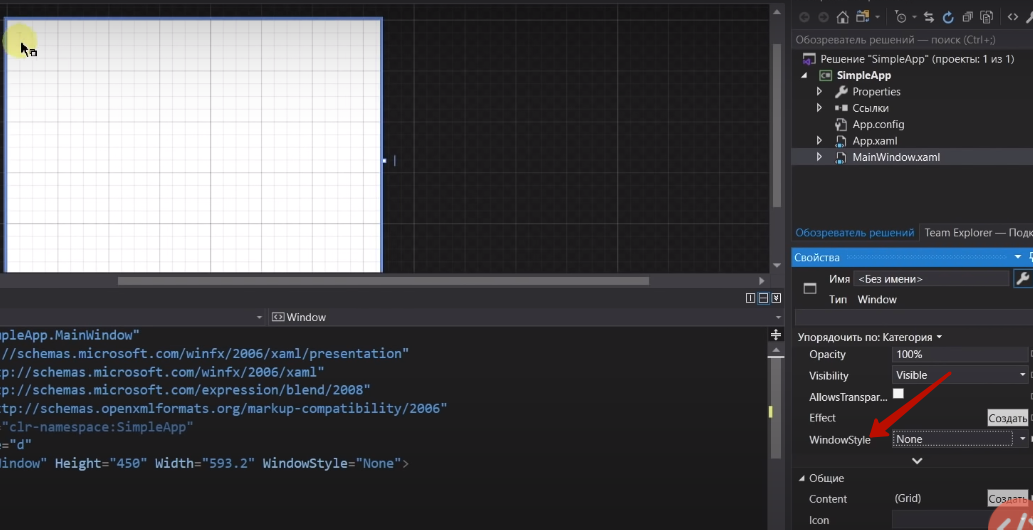 Обозреватель решений — поиск (Ctrl+;)
Решение "SimpleApp" (проекты: 1 из 1)
SimpleApp
Properties
Ссылки
App.config
App.xaml
MainWindow.xaml
Обозреватель решений
Team Explorer — Подк
Свойства
Имя <Без имени>
Тип Window
Упорядочить по: Категория
Opacity 100%
Visibility Visible
AllowsTranspar...
Effect Создать
WindowStyle None
Общие
Content (Grid) Создать
Icon
Window
mpleApp.MainWindow"
//schemas.microsoft.com/winfx/2006/xaml/presentation"
tp://schemas.microsoft.com/winfx/2006/xaml"
p://schemas.microsoft.com/expression/blend/2008"
ttp://schemas.openxmlformats.org/markup-compatibility/2006"
="clr-namespace:SimpleApp"
="d"
Window" Height="450" Width="593.2" WindowStyle="None">